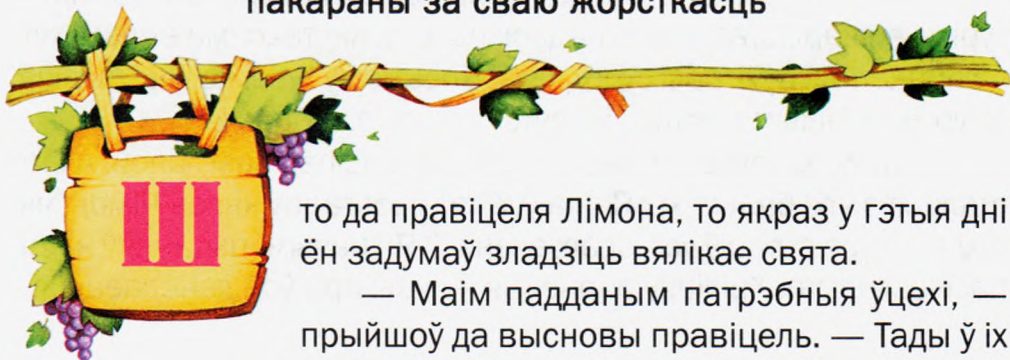 пакараны за сваю жорсткасць
Што да правіцеля Лімона, то якраз у гэтыя дні
ён задумаў зладзіць вялікае свята.
— Маім падданым патрэбныя ўцехі, —
прыйшоў да высновы правіцель. — Тады ў іх